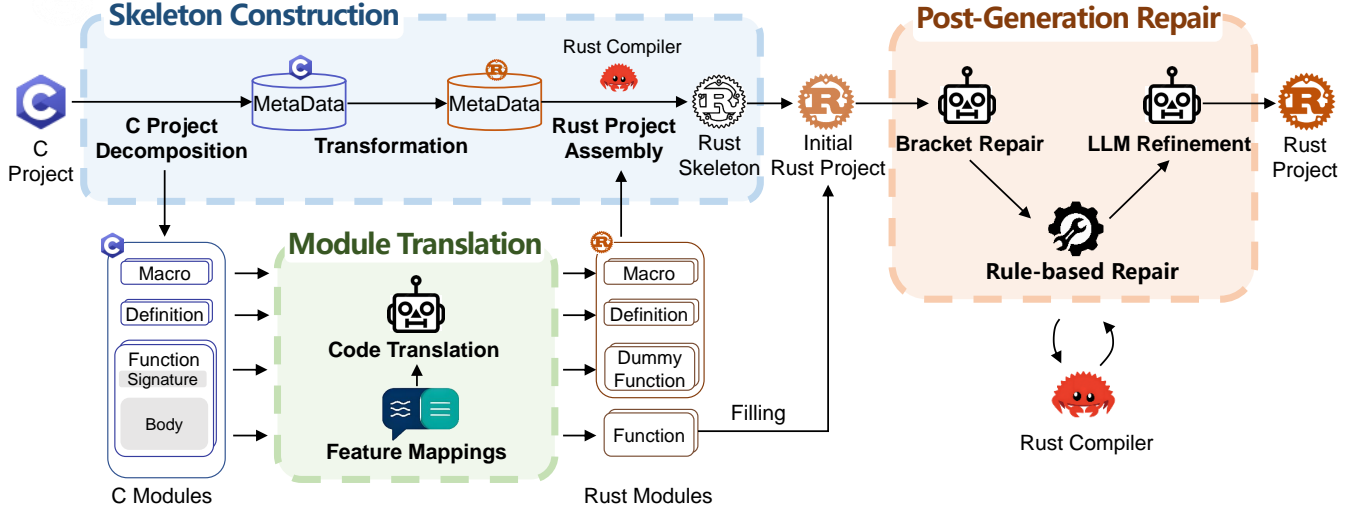 Skeleton Construction
Post-Generation Repair
Rust Compiler
C
R
MetaData
MetaData
C
R
R
C
Project
C Project
Decomposition
Transformation
Rust Project
Assembly
Rust
Skeleton
Initial
Rust Project
Bracket Repair
LLM Refinement
R
Rust
Project
Rule-based Repair
Rust Compiler
Module Translation
C
Macro
Definition
Function
Signature
Body
C Modules
Code Translation
Feature Mappings
R
Macro
Definition
Dummy
Function
Function
Rust Modules
Filling